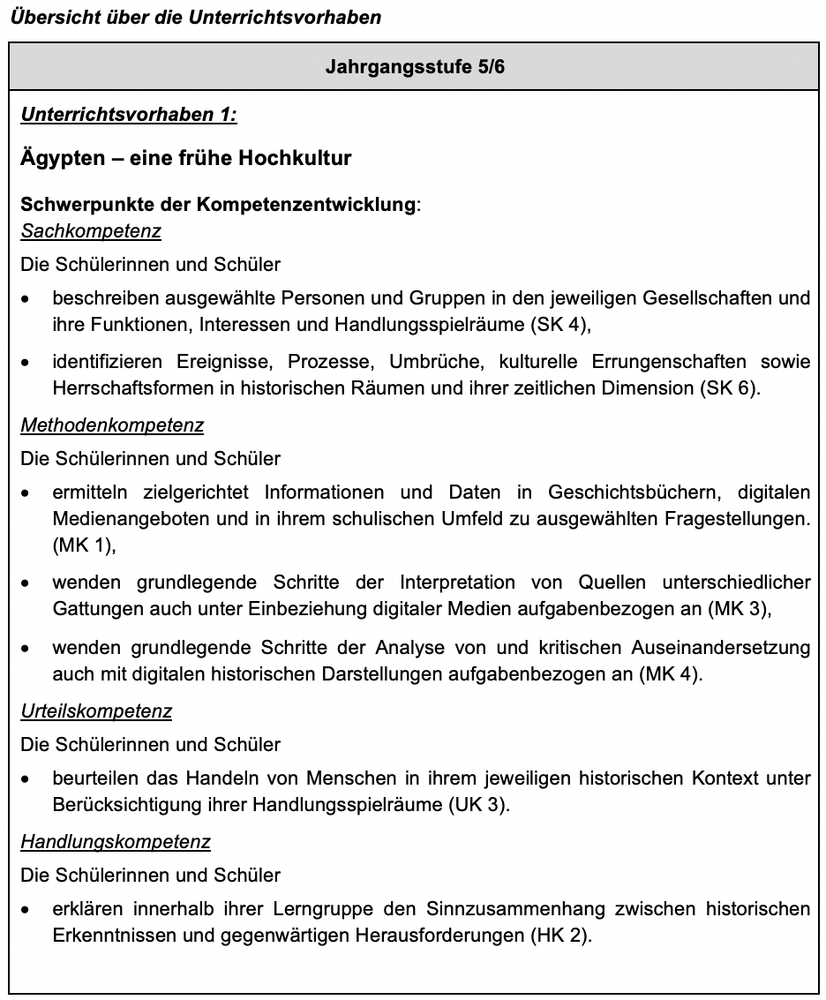 Übersicht über die Unterrichtsvorhaben
Jahrgangsstufe 5/6
Unterrichtsvorhaben 1:
Ägypten – eine frühe Hochkultur
Schwerpunkte der Kompetenzentwicklung:
Sachkompetenz
Die Schülerinnen und Schüler
• beschreiben ausgewählte Personen und Gruppen in den jeweiligen Gesellschaften und
ihre Funktionen, Interessen und Handlungsspielräume (SK 4),
• identifizieren Ereignisse, Prozesse, Umbrüche, kulturelle Errungenschaften sowie
Herrschaftsformen in historischen Räumen und ihrer zeitlichen Dimension (SK 6).
Methodenkompetenz
Die Schülerinnen und Schüler
• ermitteln zielgerichtet Informationen und Daten in Geschichtsbüchern, digitalen
Medienangeboten und in ihrem schulischen Umfeld zu ausgewählten Fragestellungen.
(MK 1),
• wenden grundlegende Schritte der Interpretation von Quellen unterschiedlicher
Gattungen auch unter Einbeziehung digitaler Medien aufgabenbezogen an (MK 3),
• wenden grundlegende Schritte der Analyse von und kritischen Auseinandersetzung
auch mit digitalen historischen Darstellungen aufgabenbezogen an (MK 4).
Urteilskompetenz
Die Schülerinnen und Schüler
• beurteilen das Handeln von Menschen in ihrem jeweiligen historischen Kontext unter
Berücksichtigung ihrer Handlungsspielräume (UK 3).
Handlungskompetenz
Die Schülerinnen und Schüler
• erklären innerhalb ihrer Lerngruppe den Sinnzusammenhang zwischen historischen
Erkenntnissen und gegenwärtigen Herausforderungen (HK 2).